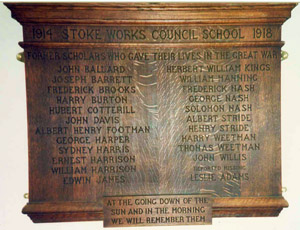 1914 STOKE WORKS COUNCIL SCHOOL 1918
FORMER SCHOLARS WHO GAVE THEIR LIVES IN THE GREAT WAR
JOHN BALLARD
JOSEPH BARRETT
FREDERICK BROOKS
HARRY BURTON
HUBERT COTTERILL
JOHN DAVIS
ALBERT HENRY FOOTMAN
GEORGE HARPER
SYDNEY HARRIS
ERNEST HARRISON
WILLIAM HARRISON
EDWIN JANES
HERBERT WILLIAM KINGS
WILLIAM MANNING
FREDERICK NASH
GEORGE NASH
SOLOMON NASH
ALBERT STRIDE
HENRY STRIDE
HARRY WEETMAN
THOMAS WEETMAN
JOHN WILLIS
LESLIE ADAMS
AT THE GOING DOWN OF THE
SUN AND IN THE MORNING
WE WILL REMEMBER THEM